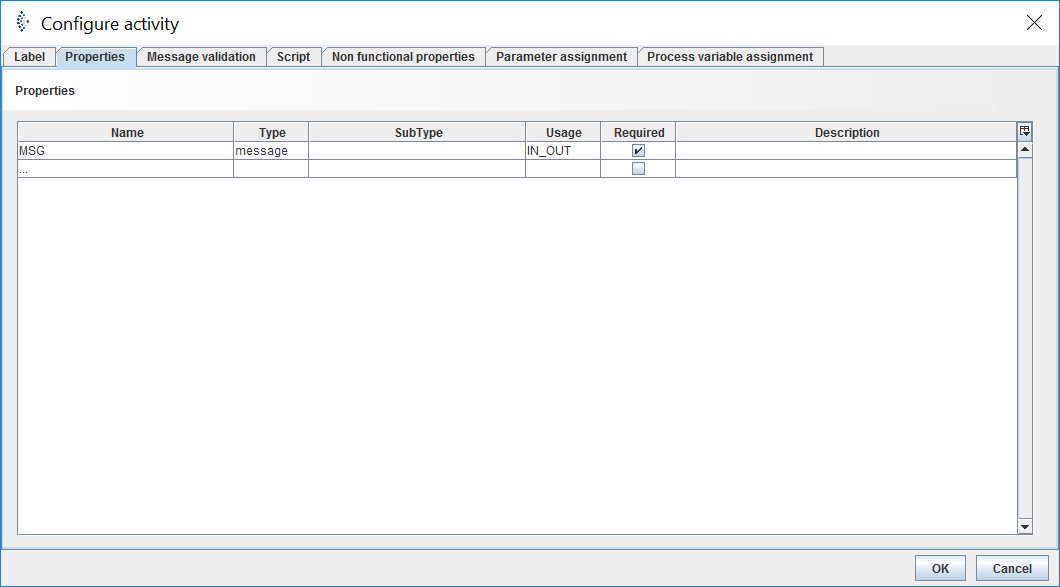 Configure activity
Label Properties Message validation Script Non functional properties Parameter assignment Process variable assignment
Properties
Name Type SubType Usage Required Description
MSG message IN_OUT
...
OK Cancel